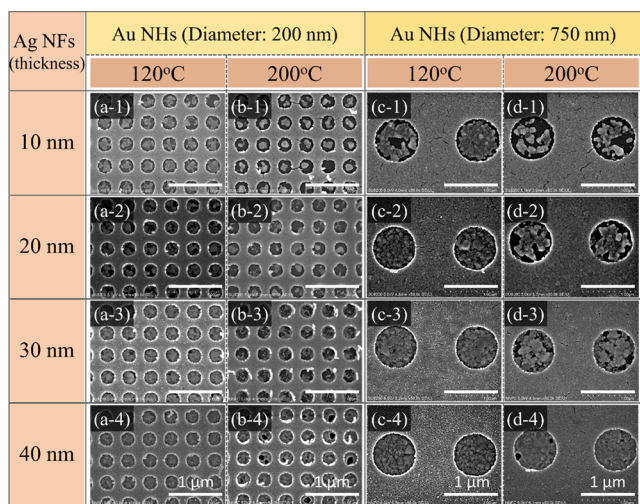 Ag NFs
(thickness)
Au NHs (Diameter: 200 nm)
Au NHs (Diameter: 750 nm)
120°C
200°C
120°C
200°C
10 nm
(a-1)
(b-1)
(c-1)
(d-1)
20 nm
(a-2)
(b-2)
(c-2)
(d-2)
30 nm
(a-3)
(b-3)
(c-3)
(d-3)
40 nm
(a-4)
(b-4)
(c-4)
(d-4)
1 μm
1 μm
1 μm
1 μm